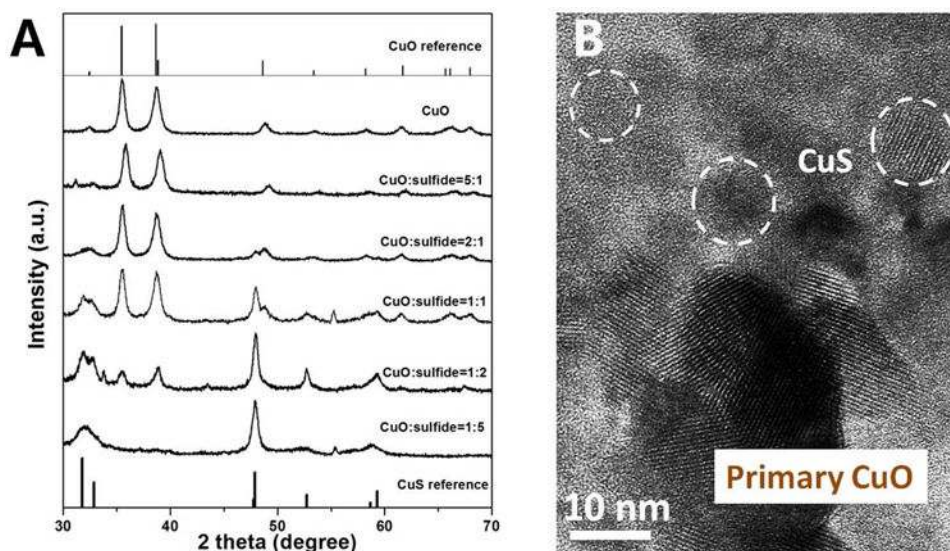 A
CuO reference
CuO
CuO:sulfide=5:1
CuO:sulfide=2:1
CuO:sulfide=1:1
CuO:sulfide=1:2
CuO:sulfide=1:5
CuS reference
Intensity (a.u.)
30 40 50 60 70
2 theta (degree)
B
CuS
Primary CuO
10 nm